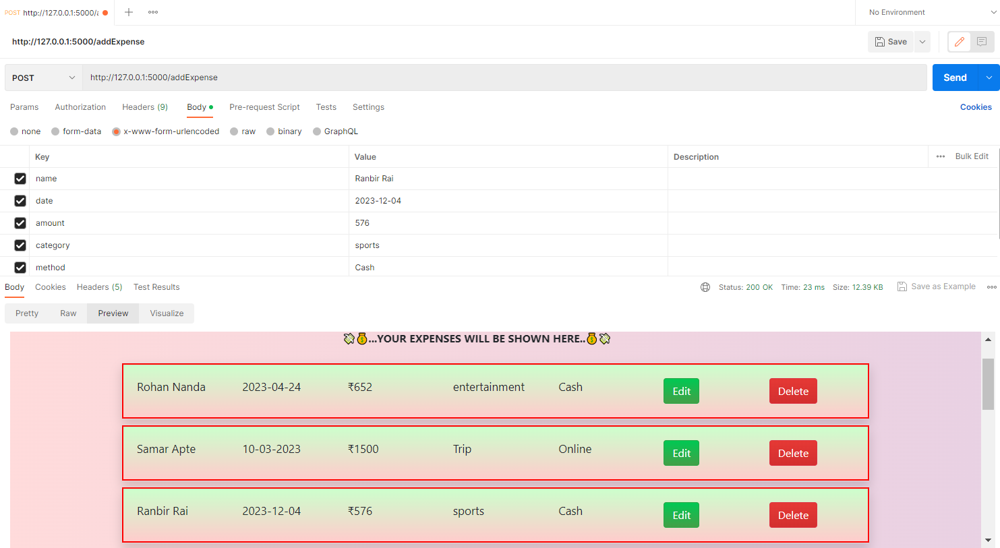 POST http://127.0.0.1:5000/a No Environment
http://127.0.0.1:5000/addExpense Save
POST http://127.0.0.1:5000/addExpense Send
Params Authorization Headers (9) Body Pre-request Script Tests Settings Cookies
none form-data x-www-form-urlencoded raw binary GraphQL
Key Value Description Bulk Edit
name Ranbir Rai
date 2023-12-04
amount 576
category sports
method Cash
Body Cookies Headers (5) Test Results Status: 200 OK Time: 23 ms Size: 12.39 KB Save as Example
Pretty Raw Preview Visualize
💸💰...YOUR EXPENSES WILL BE SHOWN HERE..💰💸
Rohan Nanda 2023-04-24 ₹652 entertainment Cash Edit Delete
Samar Apte 10-03-2023 ₹1500 Trip Online Edit Delete
Ranbir Rai 2023-12-04 ₹576 sports Cash Edit Delete